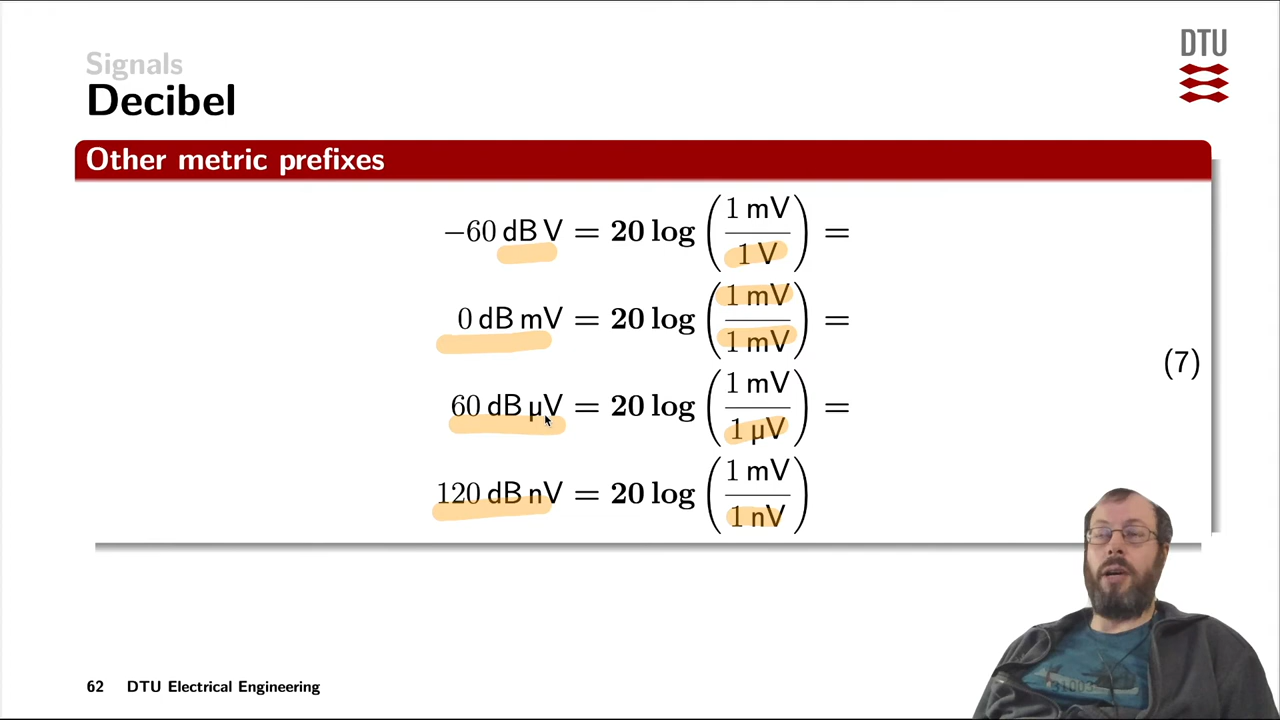 Signals
DTU
Decibel
Other metric prefixes
−60 dB V = 20 log (1 mV / 1 V) =
0 dB mV = 20 log (1 mV / 1 mV) =
(7)
60 dB µV = 20 log (1 mV / 1 µV) =
120 dB nV = 20 log (1 mV / 1 nV)
31003
62 DTU Electrical Engineering